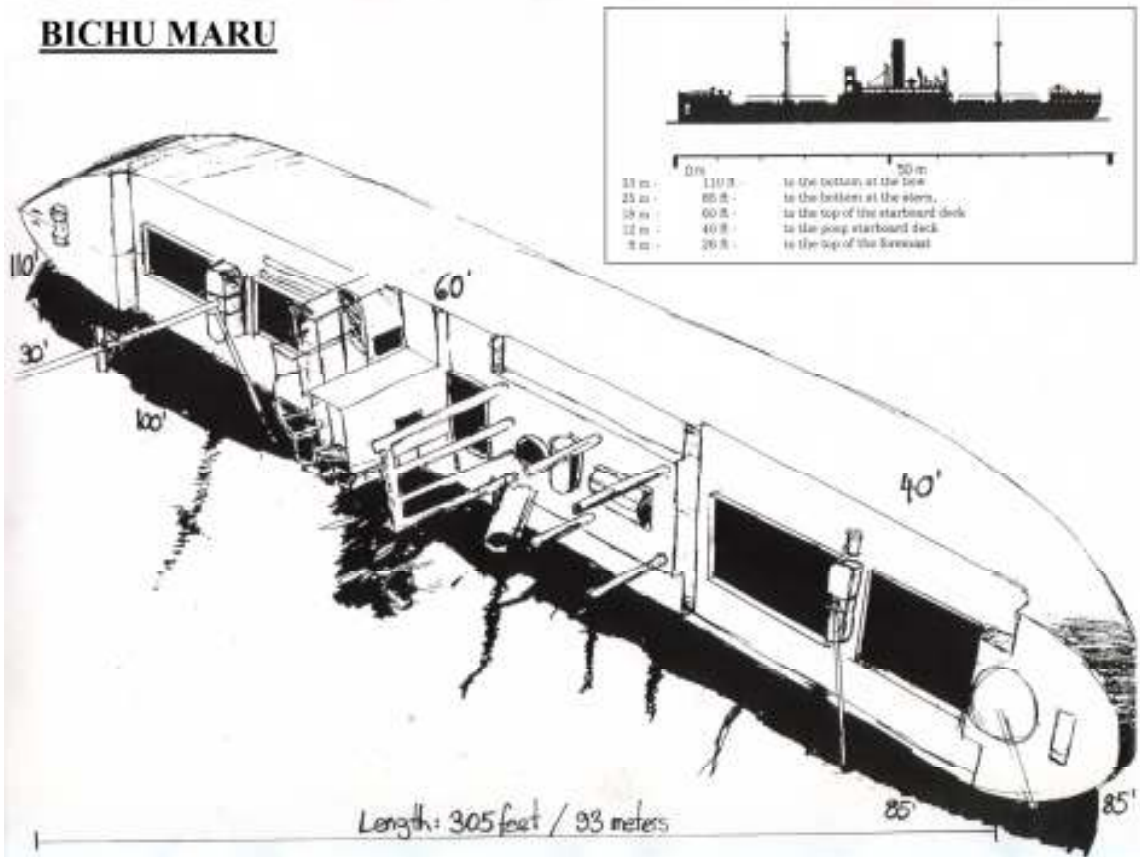 BICHU MARU
0 m 50 m
33 m - 110 ft - to the bottom at the bow
25 m - 85 ft - to the bottom at the stern.
18 m - 60 ft - to the top of the starboard deck
12 m - 40 ft - to the poop starboard deck
8 m - 26 ft - to the top of the foremast
110'
60'
30'
100'
40'
85'
85'
Length: 305 feet / 93 meters